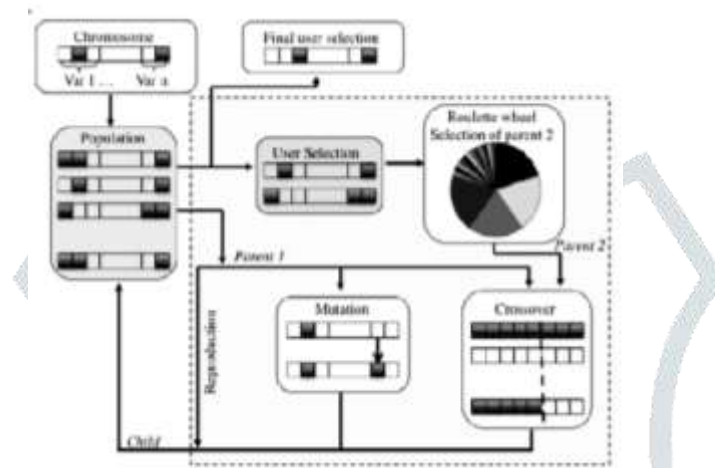 Chromosome
Var 1 ... Var n
Final user selection
Population
User Selection
Roulette wheel
Selection of parent 2
Parent 1
Parent 2
Mutation
Crossover
Reproduction
Child